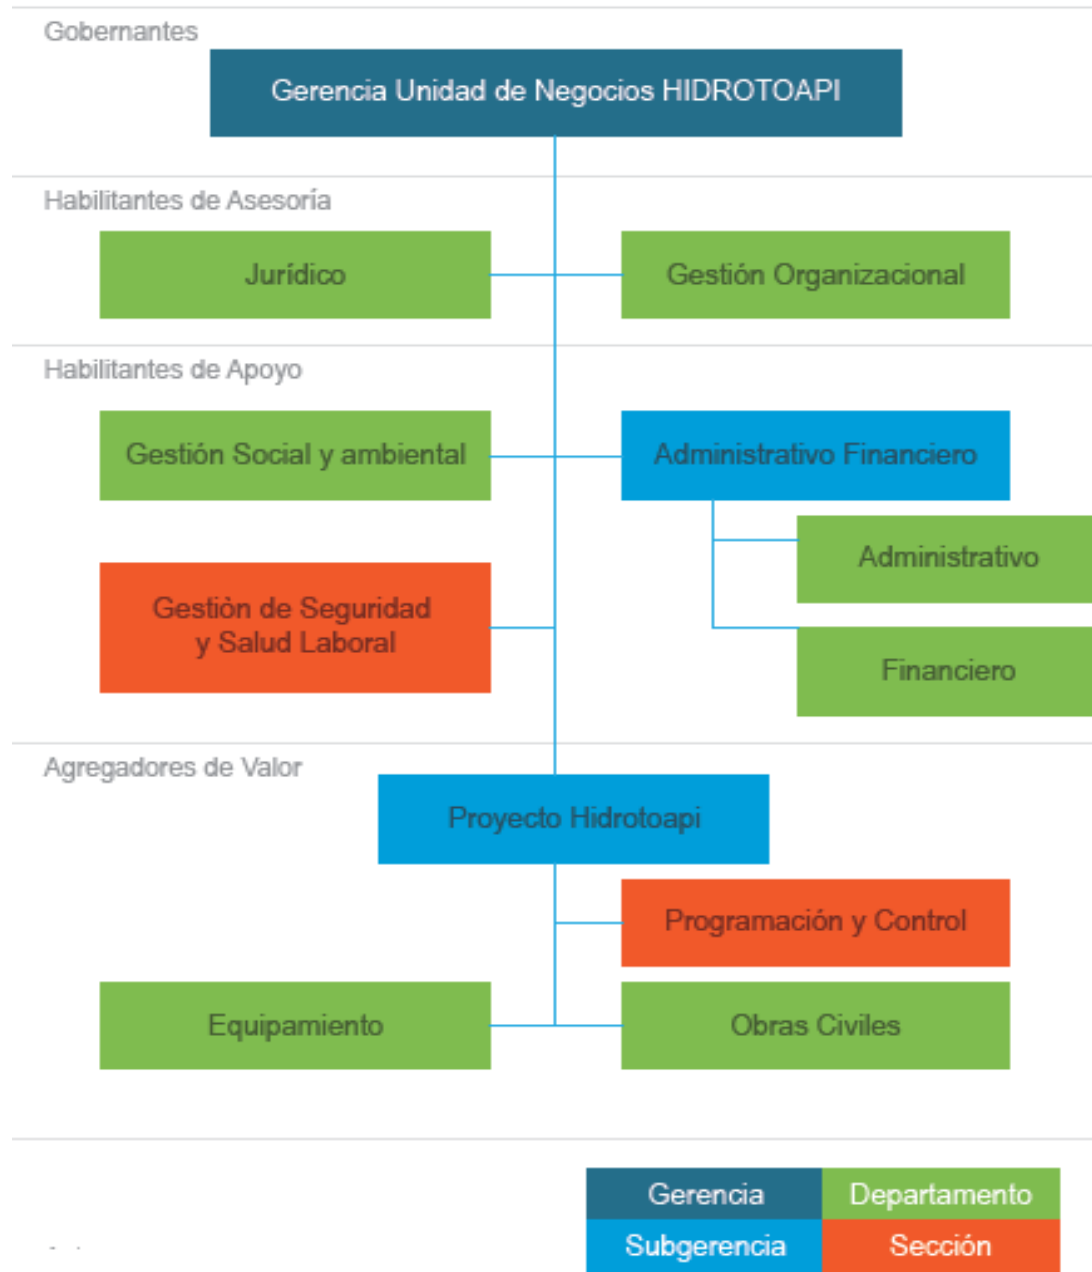 Gobernantes
Gerencia Unidad de Negocios HIDROTOAPI
Habilitantes de Asesoría
Jurídico
Gestión Organizacional
Habilitantes de Apoyo
Gestión Social y ambiental
Administrativo Financiero
Administrativo
Gestiòn de Seguridad
y Salud Laboral
Financiero
Agregadores de Valor
Proyecto Hidrotoapi
Programación y Control
Equipamiento
Obras Civiles
Gerencia
Departamento
Subgerencia
Sección